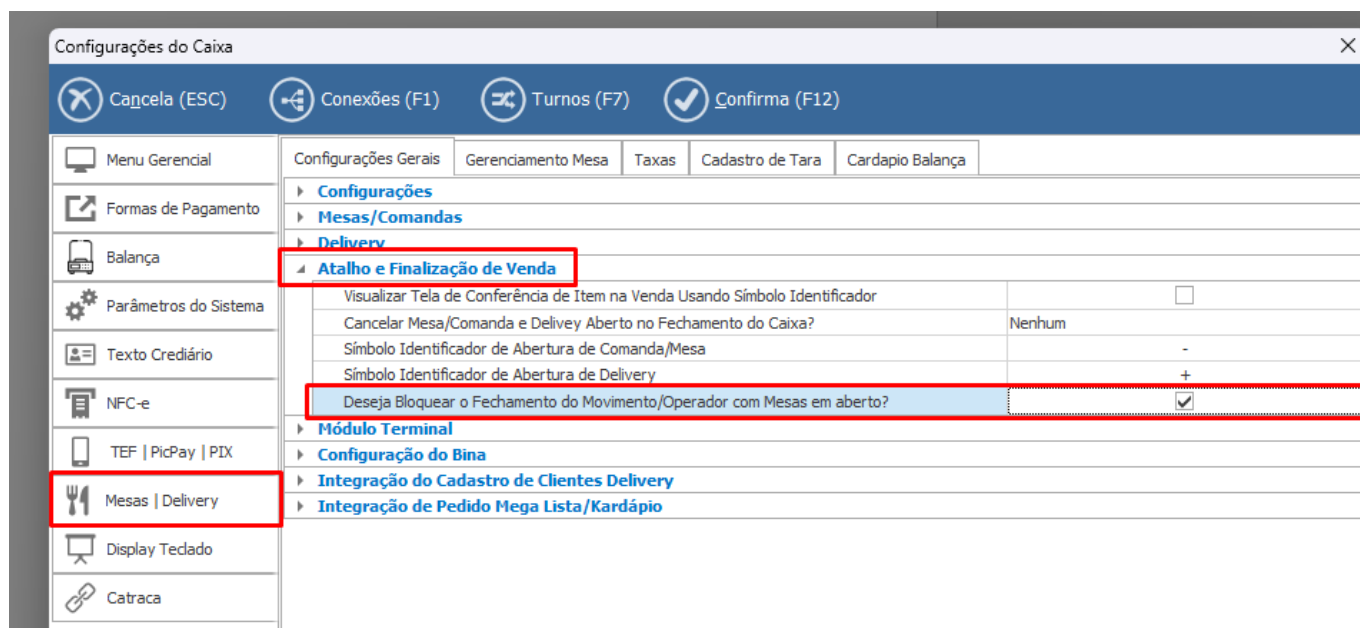 Configurações do Caixa
Cancela (ESC) Conexões (F1) Turnos (F7) Confirma (F12)
Menu Gerencial
Formas de Pagamento
Balança
Parâmetros do Sistema
Texto Crediário
NFC-e
TEF | PicPay | PIX
Mesas | Delivery
Display Teclado
Catraca
Configurações Gerais Gerenciamento Mesa Taxas Cadastro de Tara Cardapio Balança
Configurações
Mesas/Comandas
Delivery
Atalho e Finalização de Venda
Visualizar Tela de Conferência de Item na Venda Usando Símbolo Identificador
Cancelar Mesa/Comanda e Delivey Aberto no Fechamento do Caixa? Nenhum
Símbolo Identificador de Abertura de Comanda/Mesa -
Símbolo Identificador de Abertura de Delivery +
Deseja Bloquear o Fechamento do Movimento/Operador com Mesas em aberto?
Módulo Terminal
Configuração do Bina
Integração do Cadastro de Clientes Delivery
Integração de Pedido Mega Lista/Kardápio